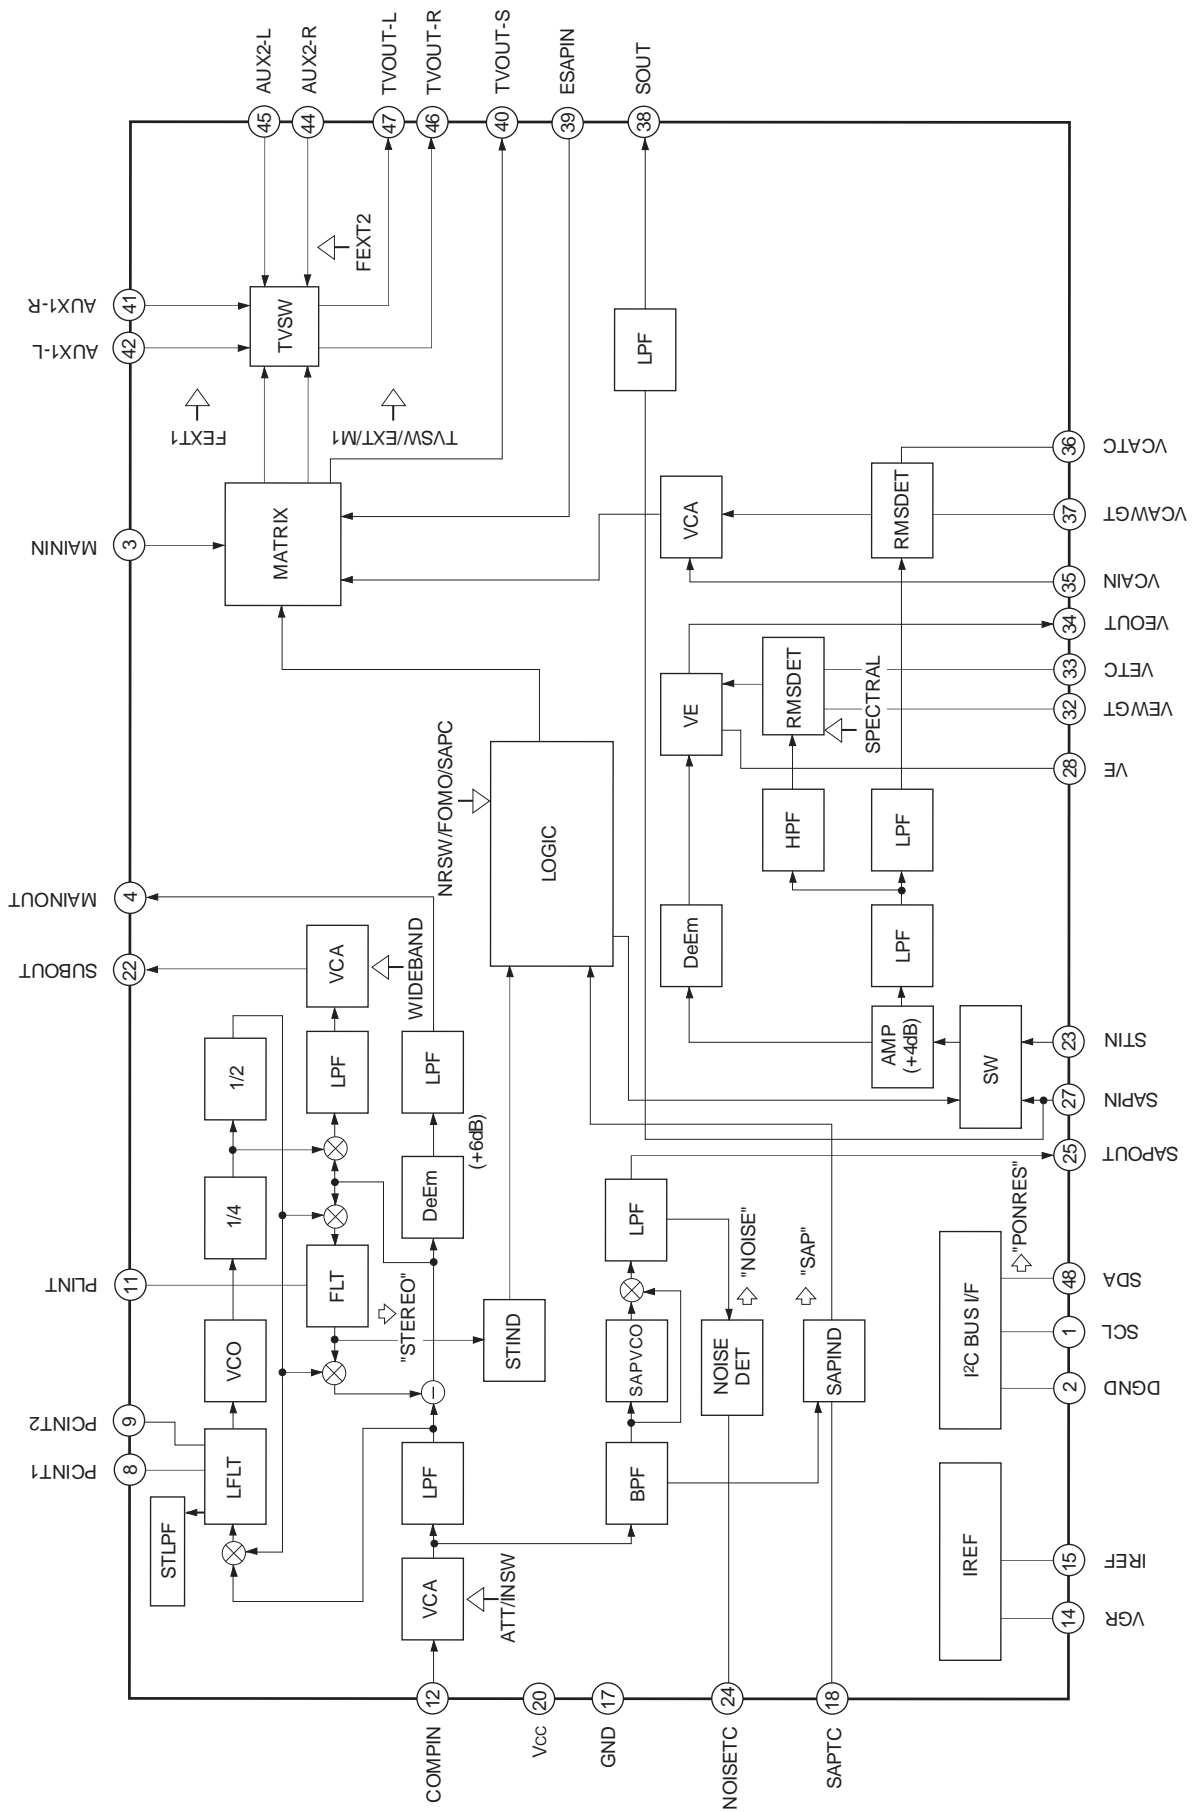 AUX2-L
AUX2-R
TVOUT-L
TVOUT-R
TVOUT-S
ESAPIN
SOUT
45
44
47
46
40
39
38
AUX1-R
41
AUX1-L
42
FEXT2
TVSW
LPF
FEXT1
TVSW/EXT/M1
MAININ
3
MATRIX
VCA
RMSDET
36
VCATC
37
VCAWGT
35
VCAIN
34
VEOUT
33
VETC
32
VEWGT
28
VE
VE
RMSDET
SPECTRAL
HPF
LPF
NRSW/FOMO/SAPC
LOGIC
MAINOUT
4
SUBOUT
22
VCA
WIDEBAND
DeEm
LPF
1/2
LPF
LPF
(+6dB)
AMP
(+4dB)
SW
23
STIN
27
SAPIN
25
SAPOUT
1/4
DeEm
LPF
"NOISE"
"SAP"
"PONRES"
PLINT
11
FLT
"STEREO"
STIND
VCO
SAPVCO
NOISE
DET
SAPIND
I²C BUS I/F
48
SDA
1
SCL
2
DGND
PCINT2
9
PCINT1
8
LFLT
STLPF
LPF
BPF
VCA
ATT/INSW
IREF
15
IREF
14
VGR
12
20
17
24
18
COMPIN
Vcc
GND
NOISETC
SAPTC